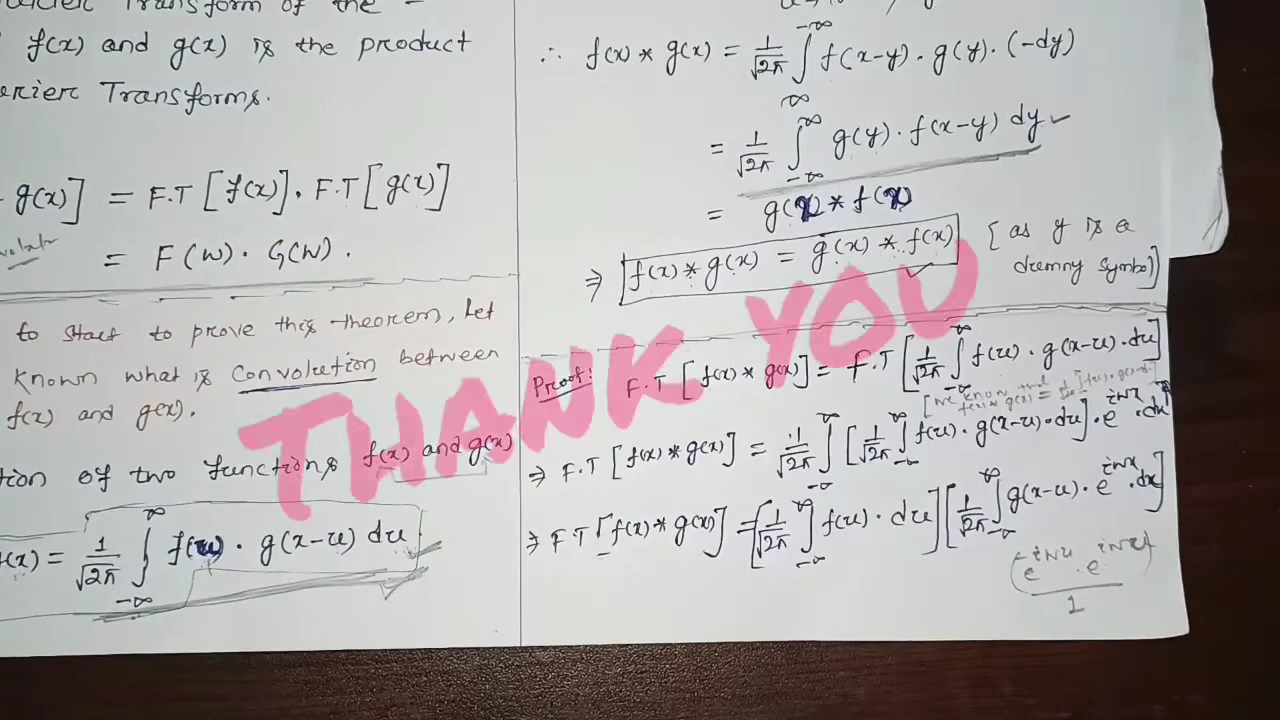 Transform of the -
f(x) and g(x) is the product
Transforms.
g(x)] = F.T [f(x)]. F.T [g(x)]
= F(W). G(W).
to start to prove this theorem, Let
known what is convolution between
f(x) and g(x).
tion of two functions f(x) and g(x)
(x) = 1/√2π ∫_{-∞}^{∞} f(u) . g(x-u) du
∴ f(x) * g(x) = 1/√2π ∫_{∞}^{-∞} f(x-y) . g(y). (-dy)
= 1/√2π ∫_{-∞}^{∞} g(y). f(x-y) dy
= g(x) * f(x)
⇒ f(x) * g(x) = g(x) * f(x) [as y is a
dummy symbol]
Proof: F.T [f(x) * g(x)] = F.T [1/√2π ∫_{-∞}^{∞} f(u) . g(x-u) . du]
⇒ F.T [f(x) * g(x)] = 1/√2π ∫_{-∞}^{∞} [1/√2π ∫_{-∞}^{∞} f(u) . g(x-u) . du] . e^{iwx} . dx
⇒ F.T [f(x) * g(x)] = [1/√2π ∫_{-∞}^{∞} f(u) . du] [1/√2π ∫_{-∞}^{∞} g(x-u) . e^{iwx} . dx]
1
THANK YOU